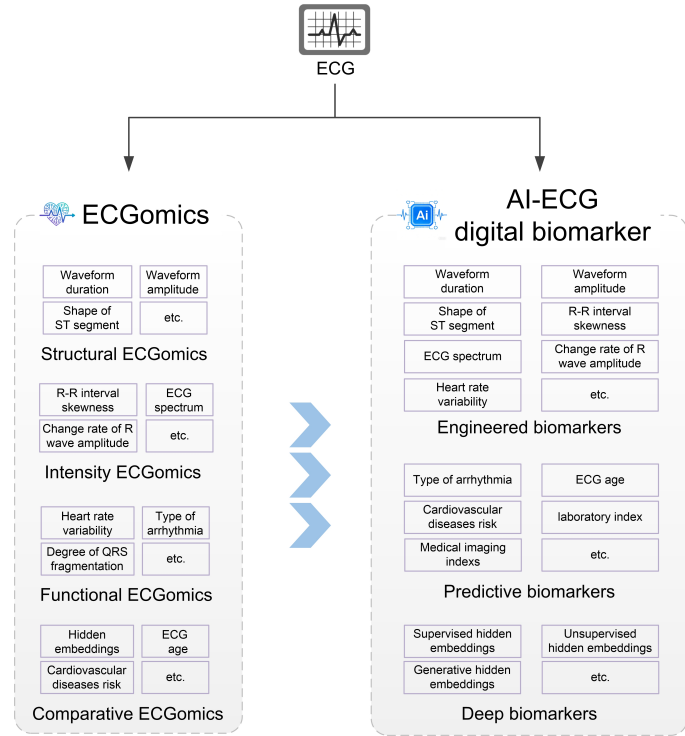 ECG
ECGomics
Waveform
duration
Waveform
amplitude
Shape of
ST segment
etc.
Structural ECGomics
R-R interval
skewness
ECG
spectrum
Change rate of R
wave amplitude
etc.
Intensity ECGomics
Heart rate
variability
Type of
arrhythmia
Degree of QRS
fragmentation
etc.
Functional ECGomics
Hidden
embeddings
ECG
age
Cardiovascular
diseases risk
etc.
Comparative ECGomics
Ai
AI-ECG
digital biomarker
Waveform
duration
Waveform
amplitude
Shape of
ST segment
R-R interval
skewness
ECG spectrum
Change rate of R
wave amplitude
Heart rate
variability
etc.
Engineered biomarkers
Type of arrhythmia
ECG age
Cardiovascular
diseases risk
laboratory index
Medical imaging
indexs
etc.
Predictive biomarkers
Supervised hidden
embeddings
Unsupervised
hidden embeddings
Generative hidden
embeddings
etc.
Deep biomarkers